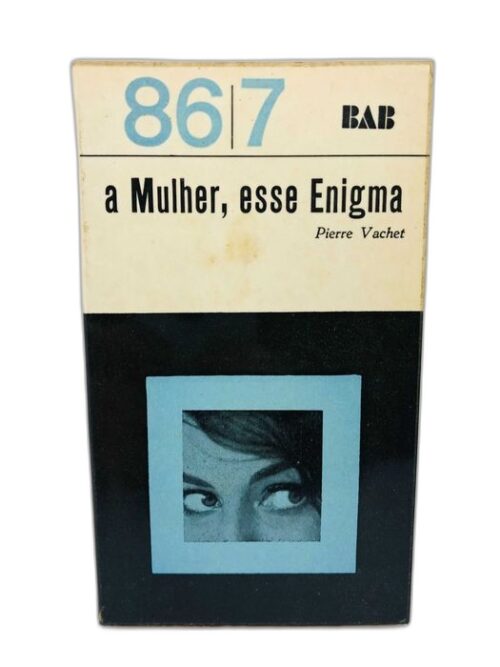 86|7 BAB
a Mulher, esse Enigma
Pierre Vachet